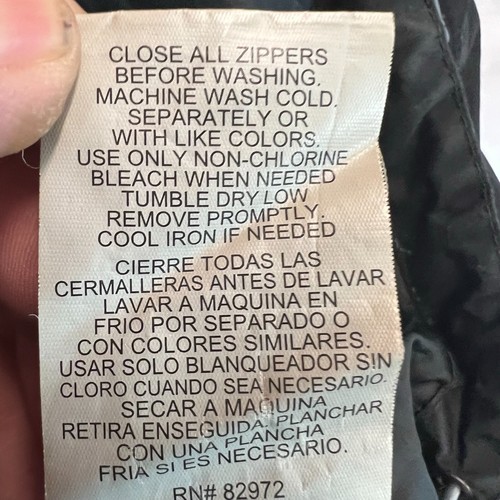 CLOSE ALL ZIPPERS
BEFORE WASHING.
MACHINE WASH COLD.
SEPARATELY OR
WITH LIKE COLORS.
USE ONLY NON-CHLORINE
BLEACH WHEN NEEDED
TUMBLE DRY LOW
REMOVE PROMPTLY.
COOL IRON IF NEEDED
CIERRE TODAS LAS
CERMALLERAS ANTES DE LAVAR
LAVAR A MAQUINA EN
FRIO POR SEPARADO O
CON COLORES SIMILARES.
USAR SOLO BLANQUEADOR SIN
CLORO CUANDO SEA NECESARIO.
SECAR A MAQUINA
RETIRA ENSEGUIDA. PLANCHAR
CON UNA PLANCHA
FRIA SI ES NECESARIO.
RN# 82972